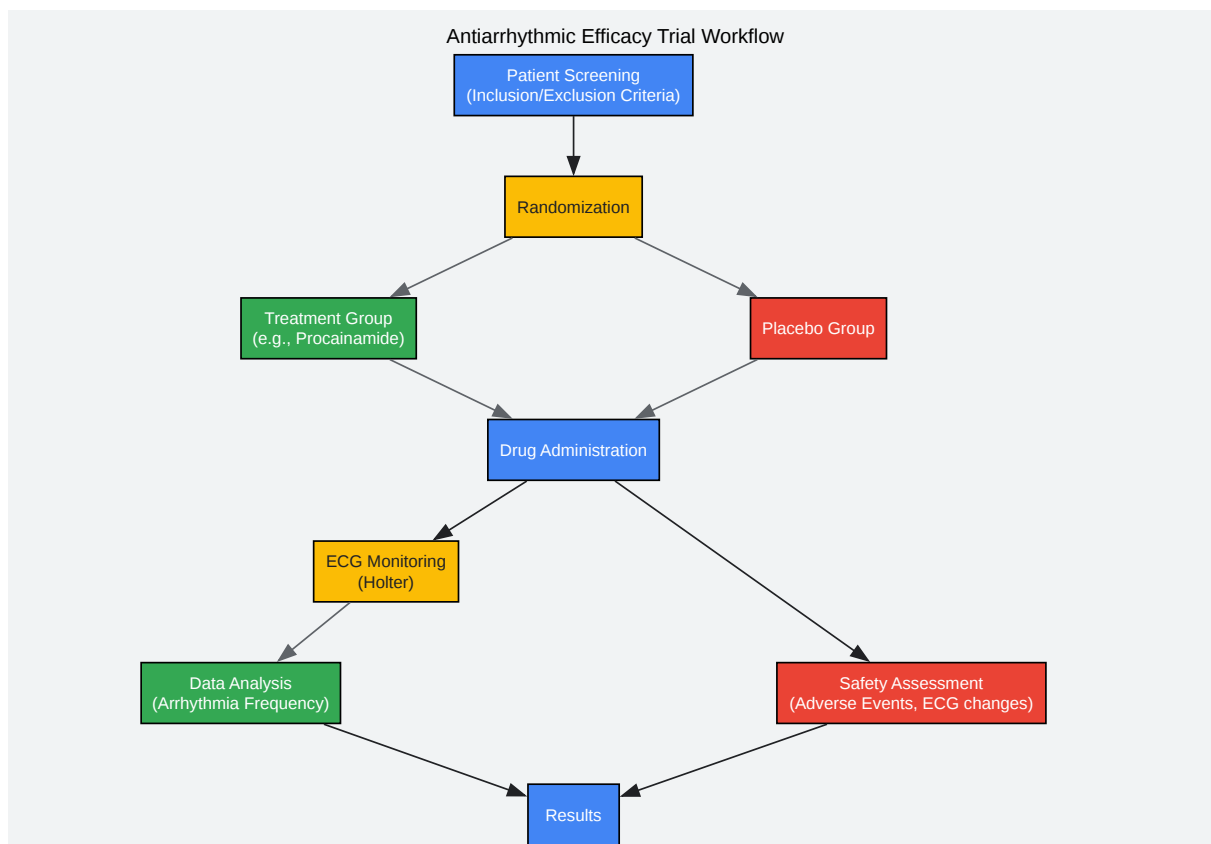 Antiarrhythmic Efficacy Trial Workflow
Patient Screening
(Inclusion/Exclusion Criteria)
Randomization
Treatment Group
(e.g., Procainamide)
Placebo Group
Drug Administration
ECG Monitoring
(Holter)
Data Analysis
(Arrhythmia Frequency)
Safety Assessment
(Adverse Events, ECG changes)
Results